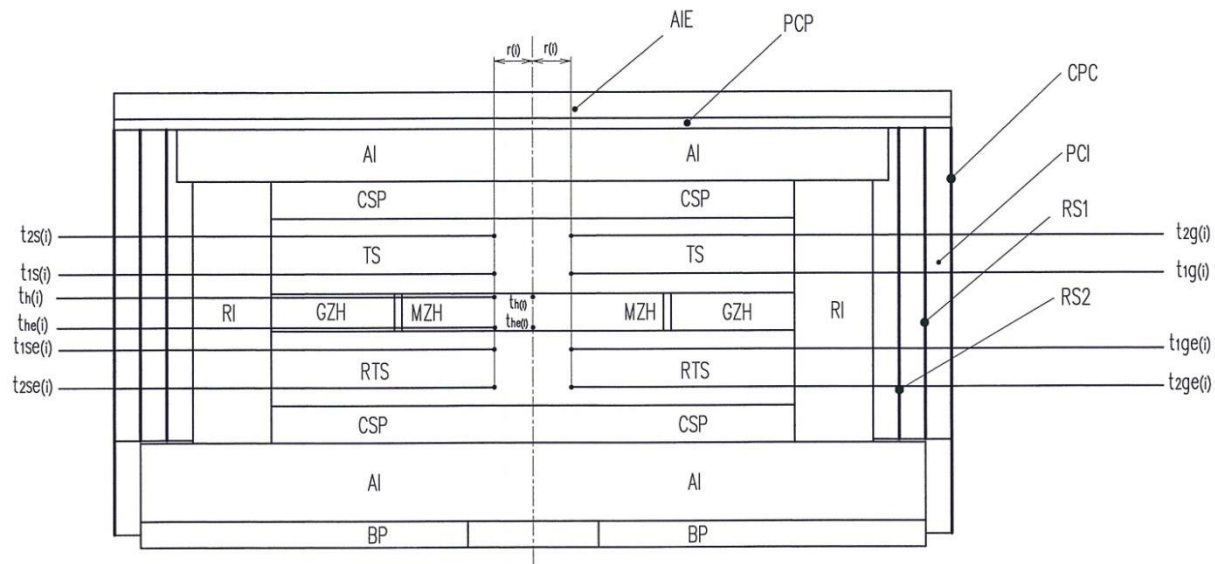 AIE
PCP
r(i) r(i)
CPC
AI AI
PCI
CSP CSP
RS1
t2s(i) t2g(i)
TS TS
t1s(i) t1g(i)
RS2
th(i) th(i)
RI GZH MZH MZH GZH RI
the(i) the(i)
t1se(i) t1ge(i)
RTS RTS
t2se(i) t2ge(i)
CSP CSP
AI AI
BP BP